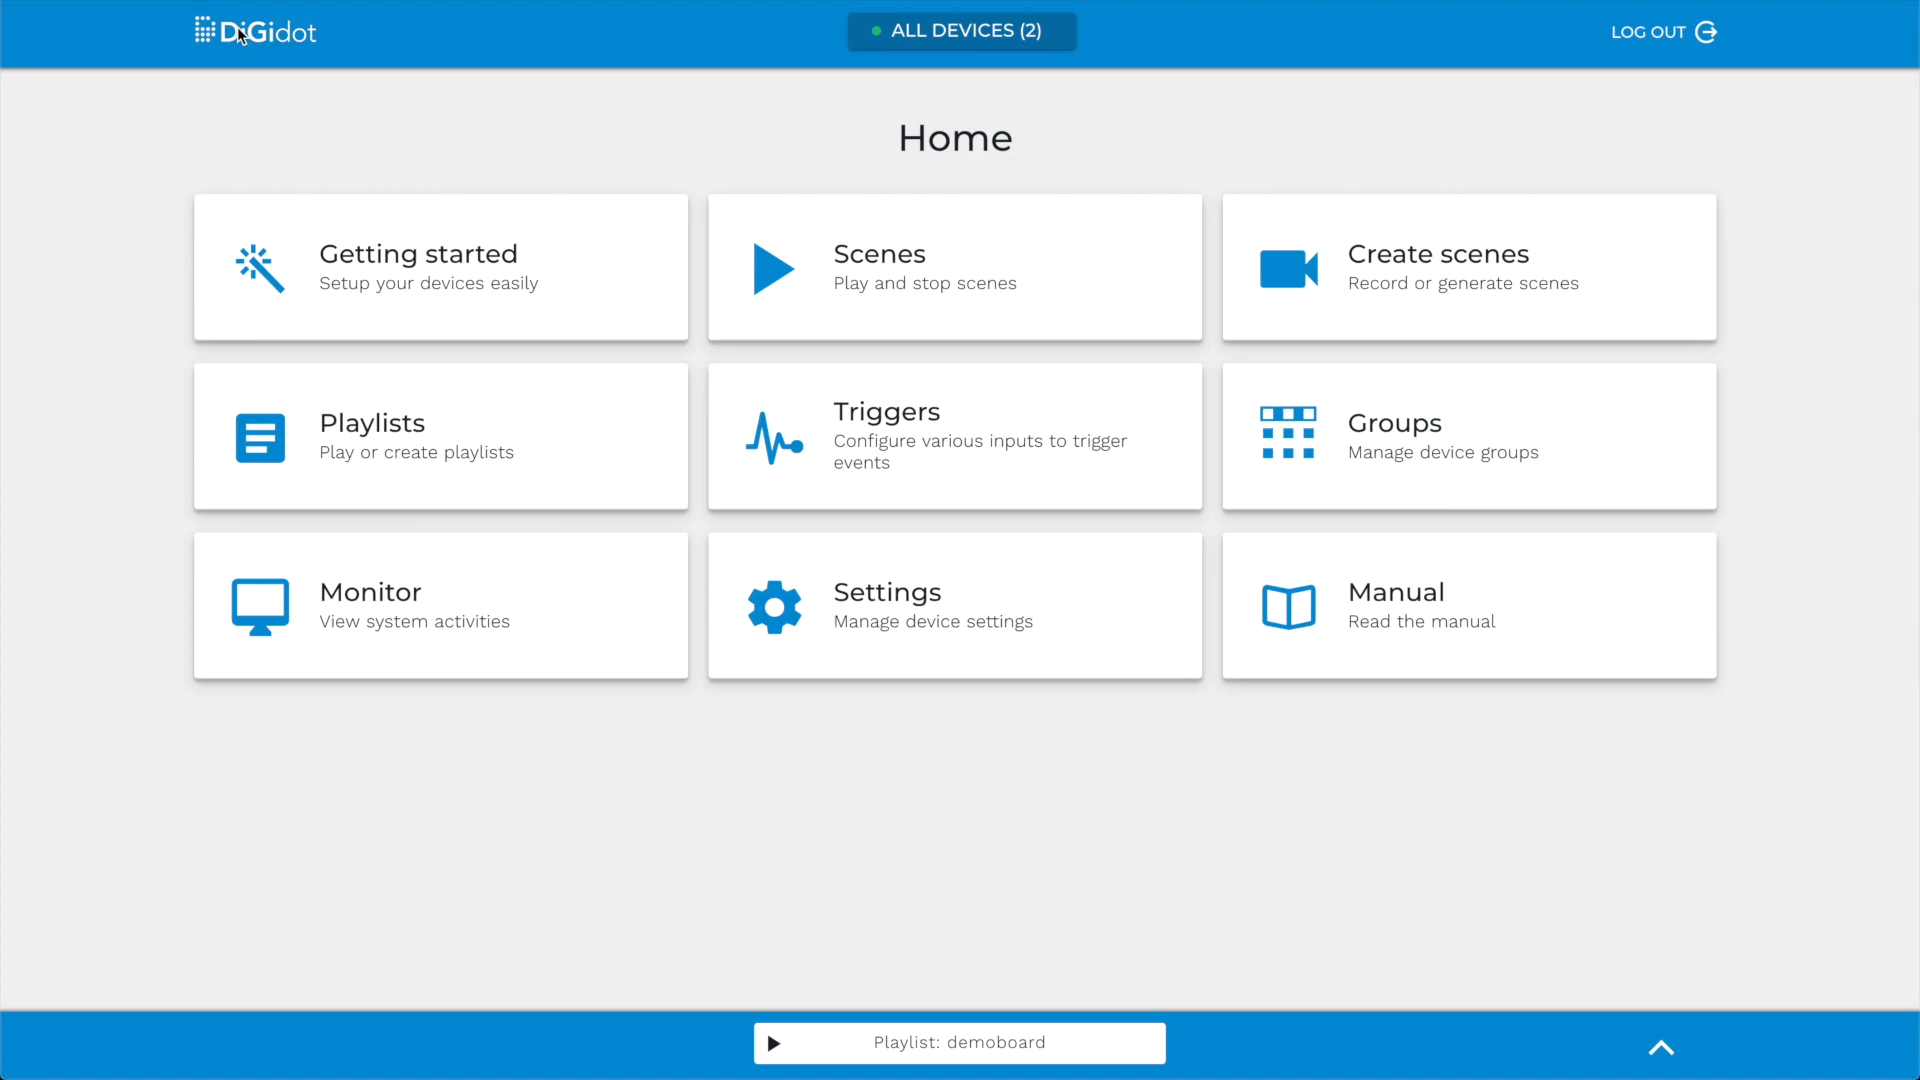 DiGidot
ALL DEVICES (2)
LOG OUT
Home
Getting started
Setup your devices easily
Scenes
Play and stop scenes
Create scenes
Record or generate scenes
Playlists
Play or create playlists
Triggers
Configure various inputs to trigger
events
Groups
Manage device groups
Monitor
View system activities
Settings
Manage device settings
Manual
Read the manual
Playlist: demoboard